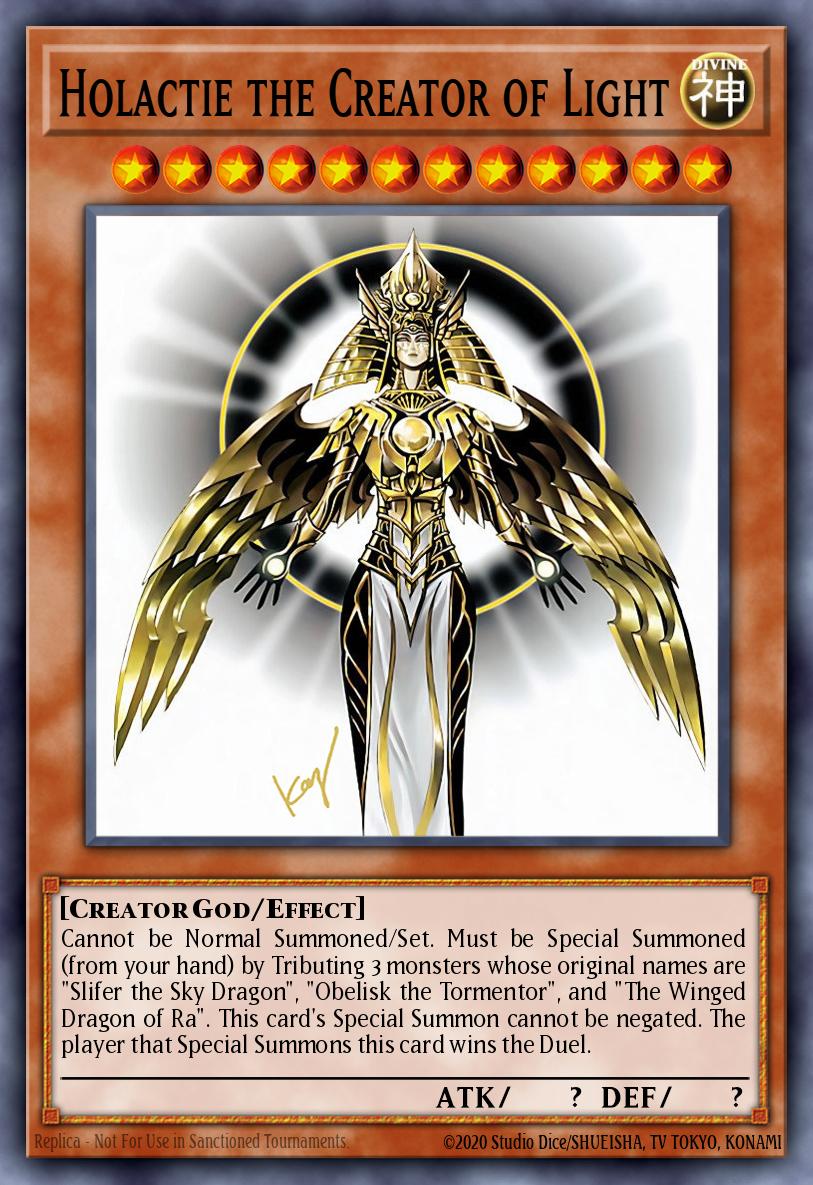 Holactie the Creator of Light
DIVINE
神
Kaz
[Creator God/Effect]
Cannot be Normal Summoned/Set. Must be Special Summoned
(from your hand) by Tributing 3 monsters whose original names are
"Slifer the Sky Dragon", "Obelisk the Tormentor", and "The Winged
Dragon of Ra". This card's Special Summon cannot be negated. The
player that Special Summons this card wins the Duel.
ATK/ ? DEF/ ?
Replica - Not For Use in Sanctioned Tournaments.
©2020 Studio Dice/SHUEISHA, TV TOKYO, KONAMI